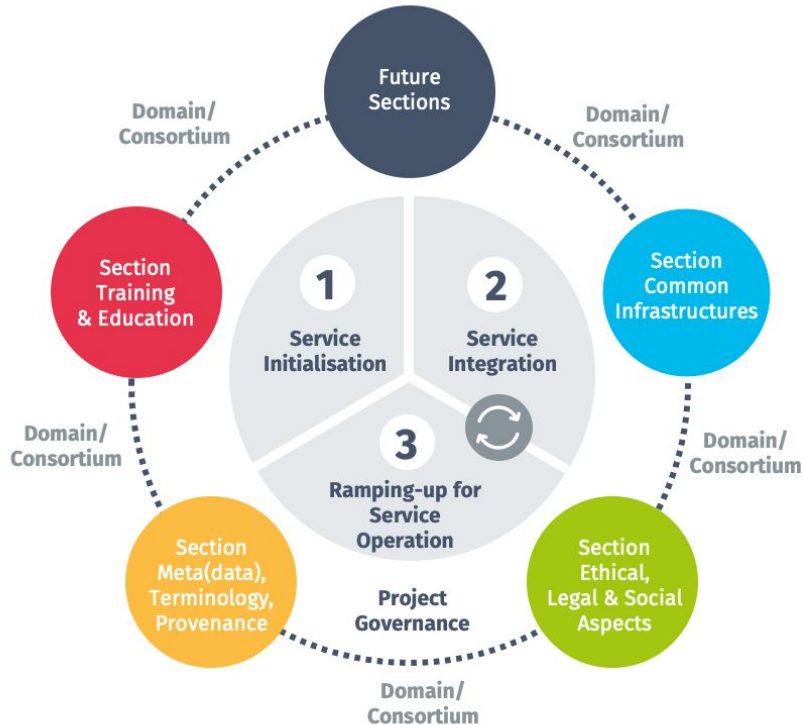 Future
Sections
Domain/
Consortium
Domain/
Consortium
Section
Training
& Education
1
Service
Initialisation
2
Service
Integration
Section
Common
Infrastructures
Domain/
Consortium
Domain/
Consortium
3
Ramping-up for
Service
Operation
Section
Meta(data),
Terminology,
Provenance
Project
Governance
Section
Ethical,
Legal & Social
Aspects
Domain/
Consortium